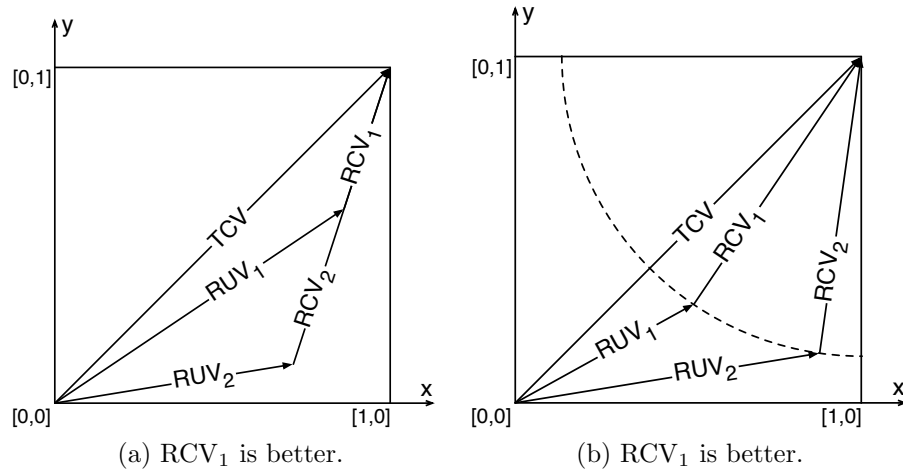 y
[0,1]
TCV
RCV1
RUV1
RCV2
RUV2
x
[0,0]
[1,0]
(a) RCV1 is better.
y
[0,1]
TCV
RCV1
RCV2
RUV1
RUV2
x
[0,0]
[1,0]
(b) RCV1 is better.